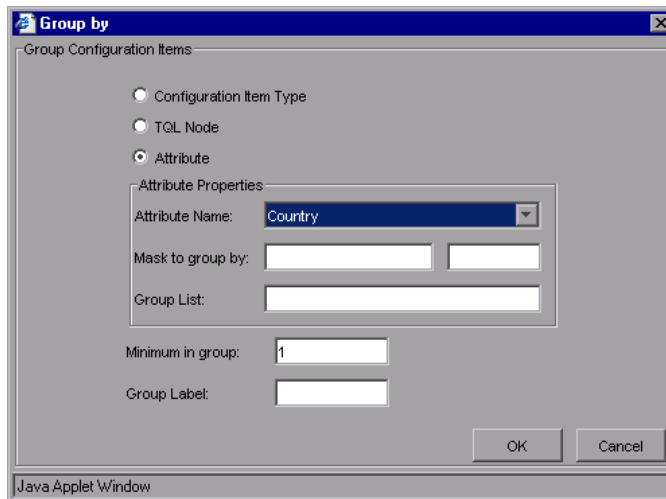 Group by
Group Configuration Items
Configuration Item Type
TQL Node
Attribute
Attribute Properties
Attribute Name: Country
Mask to group by:
Group List:
Minimum in group: 1
Group Label:
OK Cancel
Java Applet Window